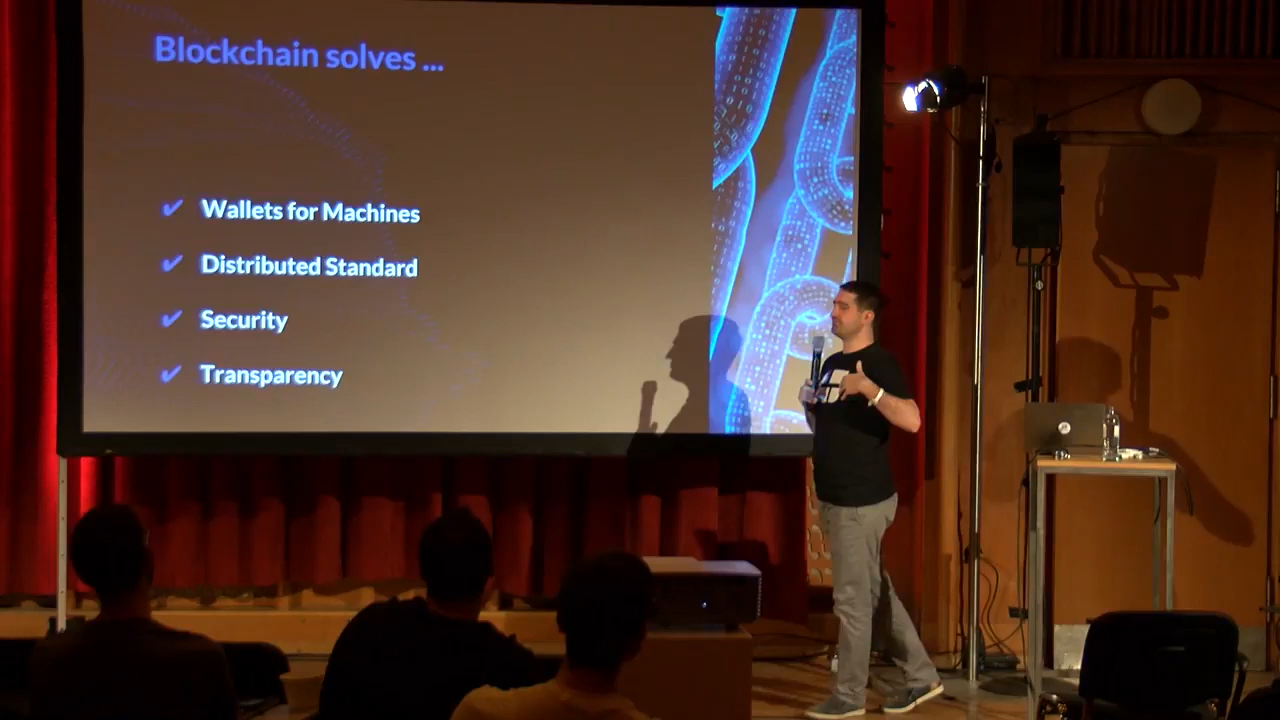 Blockchain solves ...
✔ Wallets for Machines
✔ Distributed Standard
✔ Security
✔ Transparency